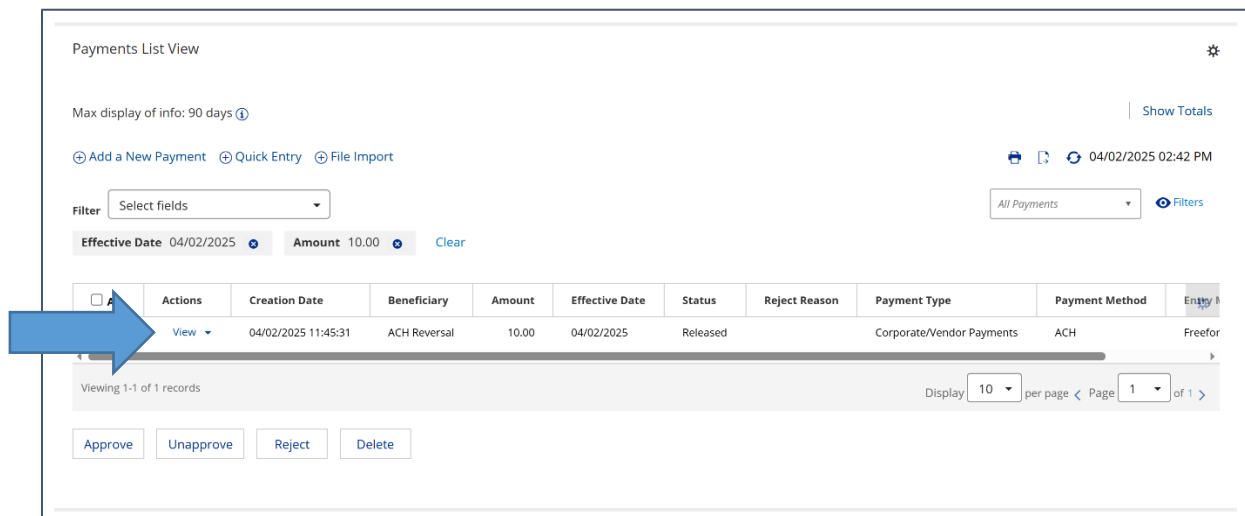 Payments List View
Max display of info: 90 days
Show Totals
Add a New Payment Quick Entry File Import 04/02/2025 02:42 PM
Filter Select fields All Payments Filters
Effective Date 04/02/2025 Amount 10.00 Clear
Actions Creation Date Beneficiary Amount Effective Date Status Reject Reason Payment Type Payment Method
View 04/02/2025 11:45:31 ACH Reversal 10.00 04/02/2025 Released Corporate/Vendor Payments ACH Freefor
Viewing 1-1 of 1 records Display 10 per page Page 1 of 1
Approve Unapprove Reject Delete